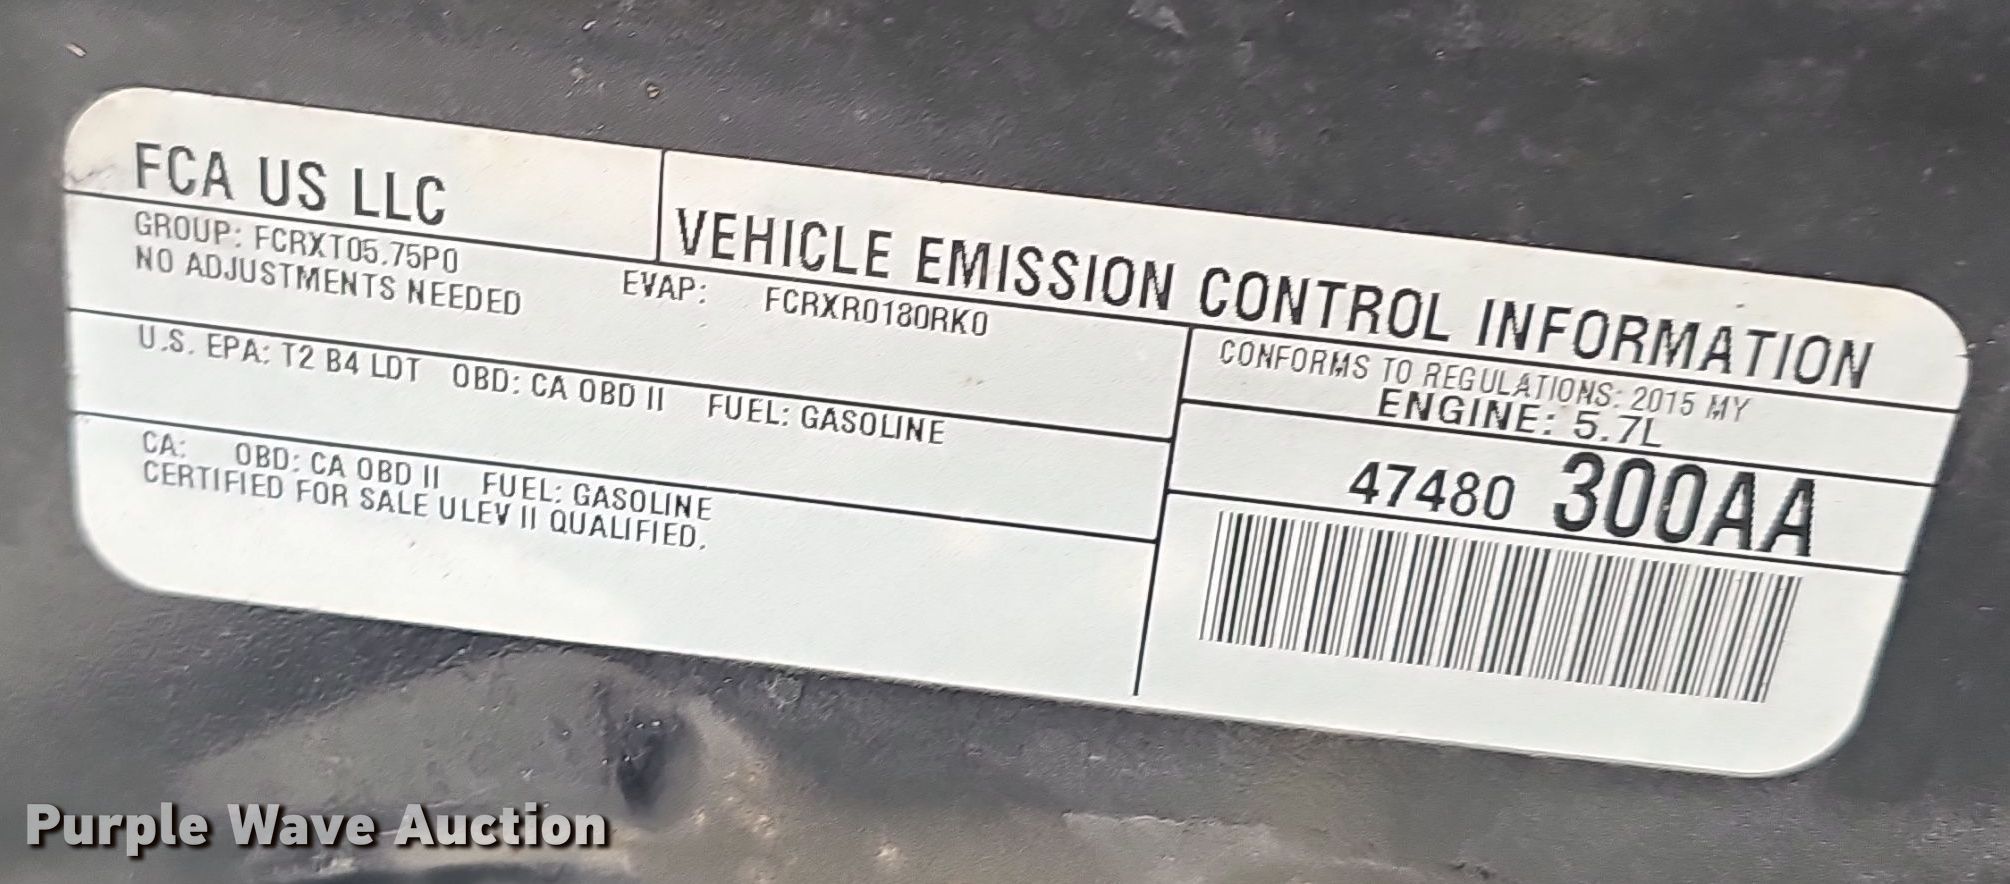 FCA US LLC
VEHICLE EMISSION CONTROL INFORMATION
GROUP: FCRXT05.75P0
EVAP: FCRXR0180RK0
NO ADJUSTMENTS NEEDED
CONFORMS TO REGULATIONS: 2015 MY
ENGINE: 5.7L
U.S. EPA: T2 B4 LDT OBD: CA OBD II FUEL: GASOLINE
47480 300AA
CA: OBD: CA OBD II FUEL: GASOLINE
CERTIFIED FOR SALE ULEV II QUALIFIED.
Purple Wave Auction